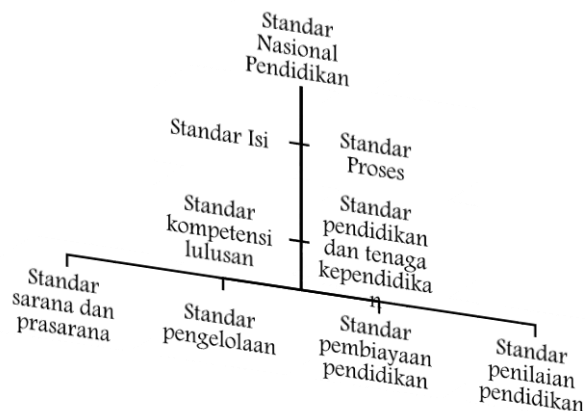 Standar
Nasional
Pendidikan
Standar Isi
Standar
Proses
Standar
kompetensi
lulusan
Standar
pendidikan
dan tenaga
kependidika
n
Standar
sarana dan
prasarana
Standar
pengelolaan
Standar
pembiayaan
pendidikan
Standar
penilaian
pendidikan